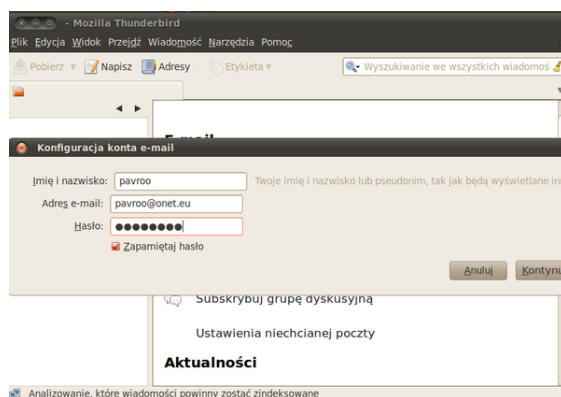 - Mozilla Thunderbird
Plik Edycja Widok Przejdź Wiadomość Narzędzia Pomoc
Pobierz Napisz Adresy Etykieta Wyszukiwanie we wszystkich wiadomoś
Konfiguracja konta e-mail
Imię i nazwisko: pavroo Twoje imię i nazwisko lub pseudonim, tak jak będą wyświetlane in
Adres e-mail: pavroo@onet.eu
Hasło: ●●●●●●●●
Zapamiętaj hasło
Anuluj Kontynu
Subskrybuj grupę dyskusyjną
Ustawienia niechcianej poczty
Aktualności
Analizowanie, które wiadomości powinny zostać zindeksowane